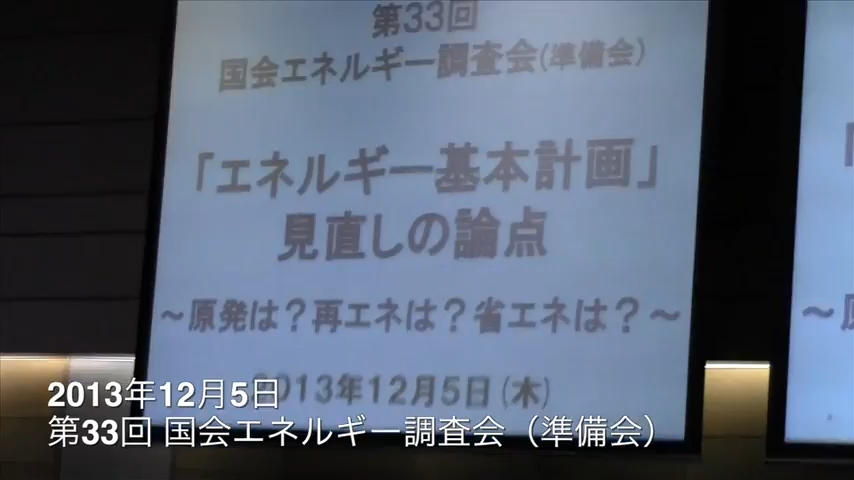 第33回
国会エネルギー調査会(準備会)
「エネルギー基本計画」
見直しの論点
～原発は？再エネは？省エネは？～
2013年12月5日(木)
～原
2013年12月5日
第33回 国会エネルギー調査会（準備会）